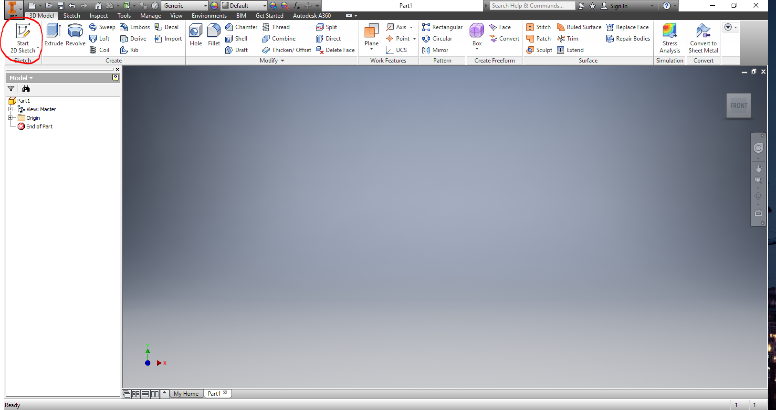 Generic Default Part1 Search Help & Commands... Sign In
3D Model Sketch Inspect Tools Manage View Environments BIM Get Started Autodesk A360
Start
2D Sketch
Extrude Revolve
Sweep Emboss Decal
Loft Derive Import
Coil Rib
Hole Fillet
Chamfer Thread Split
Shell Combine Direct
Draft Thicken/ Offset Delete Face
Plane
Axis
Point
UCS
Rectangular
Circular
Mirror
Box
Face
Convert
Stitch Ruled Surface Replace Face
Patch Trim Repair Bodies
Sculpt Extend
Stress
Analysis
Convert to
Sheet Metal
Sketch Create Modify Work Features Pattern Create Freeform Surface Simulation Convert
Model
Part1
View: Master
Origin
End of Part
FRONT
Y
X
My Home Part1
Ready 1 1